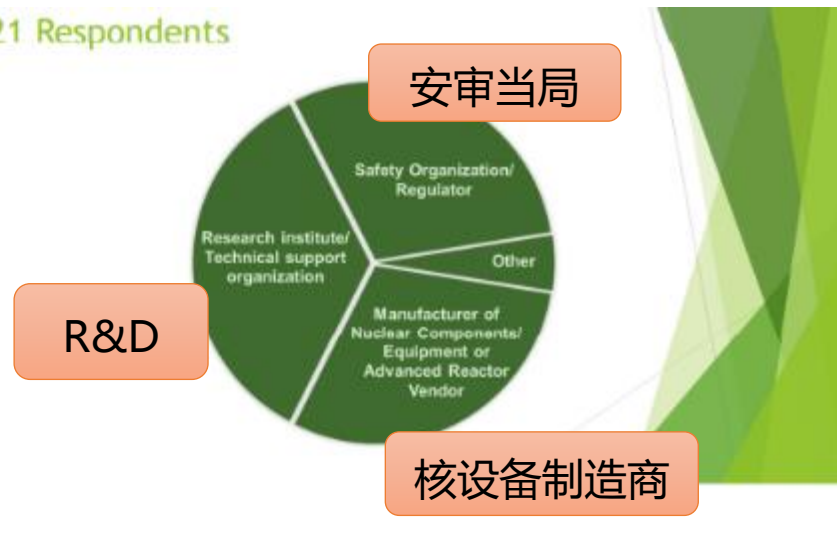 21 Respondents
安审当局
Safety Organization/
Regulator
Research institute/
Technical support
organization
Other
R&D
Manufacturer of
Nuclear Components/
Equipment or
Advanced Reactor
Vendor
核设备制造商